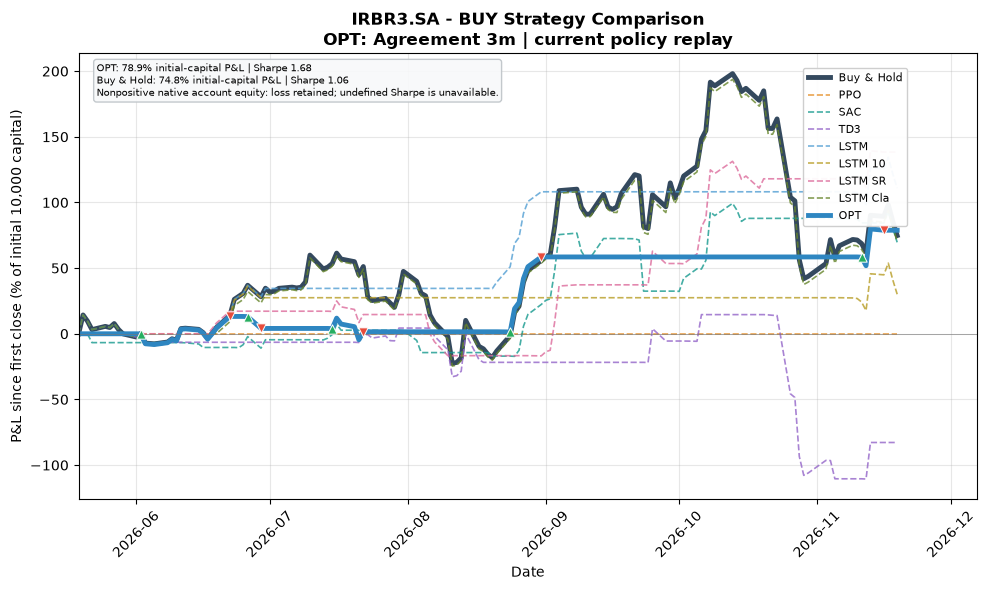 IRBR3.SA - BUY Strategy Comparison
OPT: Agreement 3m | current policy replay
OPT: 78.9% initial-capital P&L | Sharpe 1.68
Buy & Hold: 74.8% initial-capital P&L | Sharpe 1.06
Nonpositive native account equity: loss retained; undefined Sharpe is unavailable.
Buy & Hold
PPO
SAC
TD3
LSTM
LSTM 10
LSTM SR
LSTM Cla
OPT
P&L since first close (% of initial 10,000 capital)
200
150
100
50
0
−50
−100
2026-06
2026-07
2026-08
2026-09
2026-10
2026-11
2026-12
Date